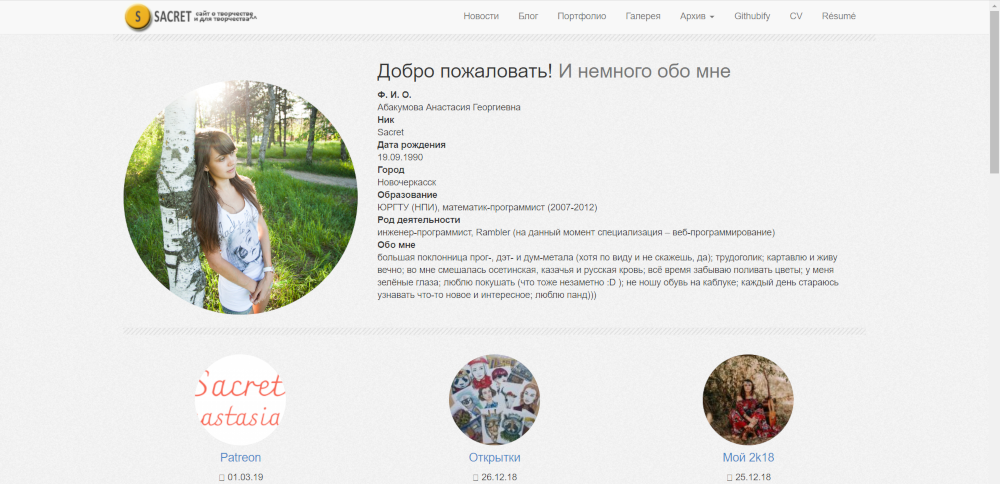 S SACRET сайт о творчестве
и для творчества
Новости Блог Портфолио Галерея Архив Githubify CV Résumé
Добро пожаловать! И немного обо мне
Ф. И. О.
Абакумова Анастасия Георгиевна
Ник
Sacret
Дата рождения
19.09.1990
Город
Новочеркасск
Образование
ЮРГТУ (НПИ), математик-программист (2007-2012)
Род деятельности
инженер-программист, Rambler (на данный момент специализация – веб-программирование)
Обо мне
большая поклонница прог-, дэт- и дум-метала (хотя по виду и не скажешь, да); трудоголик; картавлю и живу
вечно; во мне смешалась осетинская, казачья и русская кровь; всё время забываю поливать цветы; у меня
зелёные глаза; люблю покушать (что тоже незаметно :D ); не ношу обувь на каблуке; каждый день стараюсь
узнавать что-то новое и интересное; люблю панд)))
Sacret
astasia
Patreon
01.03.19
Открытки
26.12.18
Мой 2k18
25.12.18